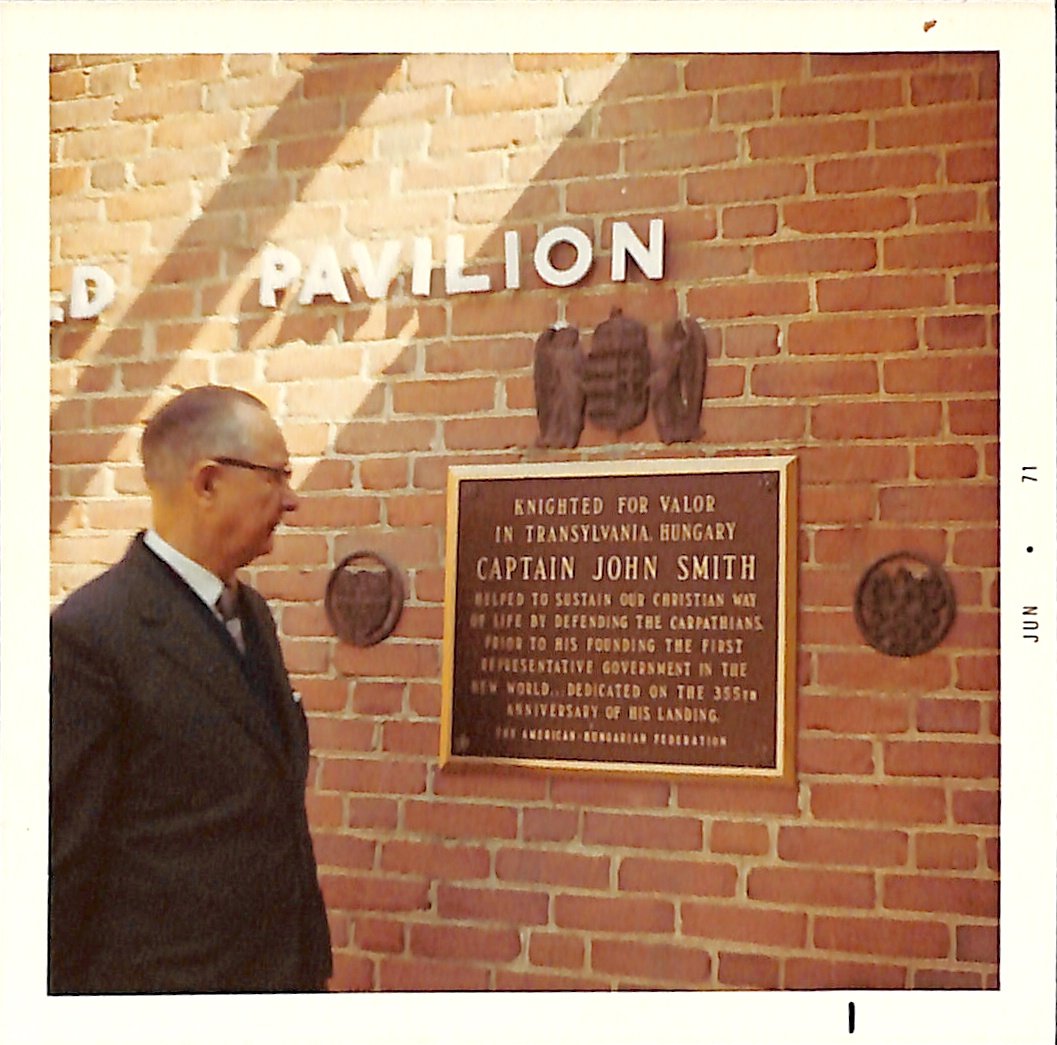 ED PAVILION
KNIGHTED FOR VALOR
IN TRANSYLVANIA, HUNGARY
CAPTAIN JOHN SMITH
HELPED TO SUSTAIN OUR CHRISTIAN WAY
OF LIFE BY DEFENDING THE CARPATHIANS,
PRIOR TO HIS FOUNDING THE FIRST
REPRESENTATIVE GOVERNMENT IN THE
NEW WORLD...DEDICATED ON THE 355TH
ANNIVERSARY OF HIS LANDING.
THE AMERICAN HUNGARIAN FEDERATION
JUN • 71